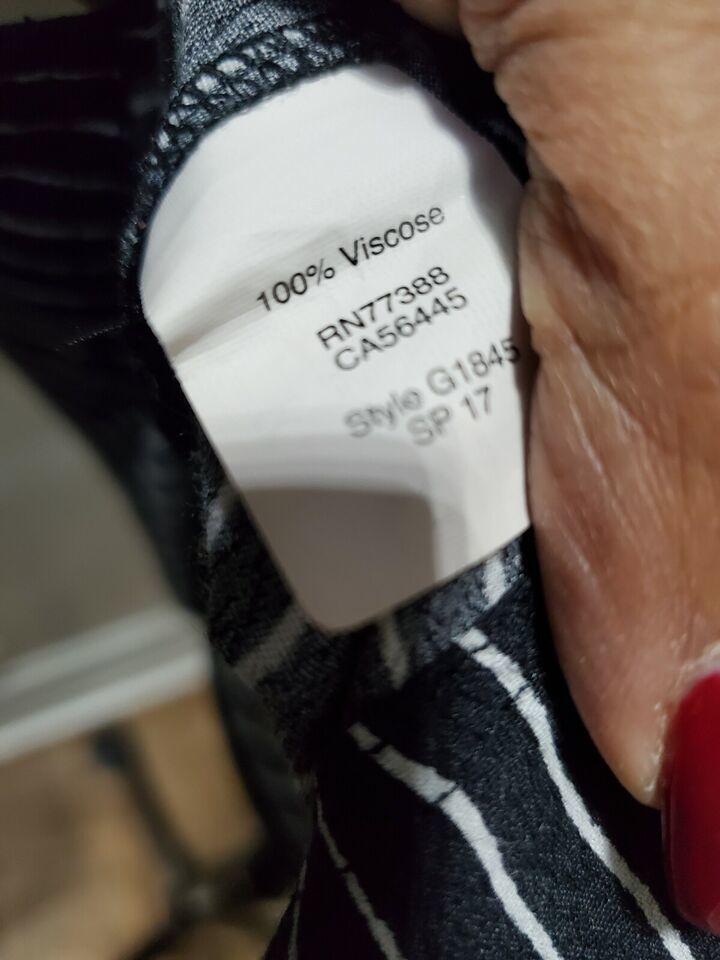 100% Viscose
RN77388
CA56445
Style G1845
SP 17